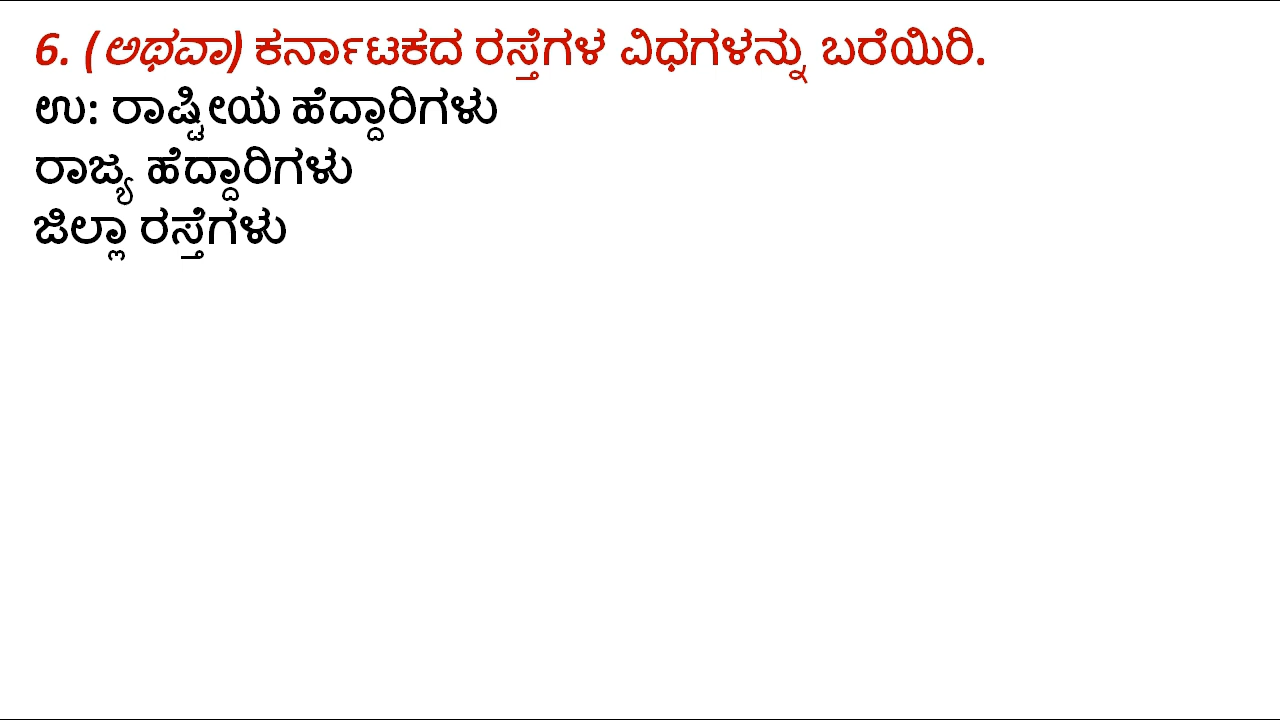 6. (ಅಥವಾ) ಕರ್ನಾಟಕದ ರಸ್ತೆಗಳ ವಿಧಗಳನ್ನು ಬರೆಯಿರಿ.
ಉ: ರಾಷ್ಟೀಯ ಹೆದ್ದಾರಿಗಳು
ರಾಜ್ಯ ಹೆದ್ದಾರಿಗಳು
ಜಿಲ್ಲಾ ರಸ್ತೆಗಳು